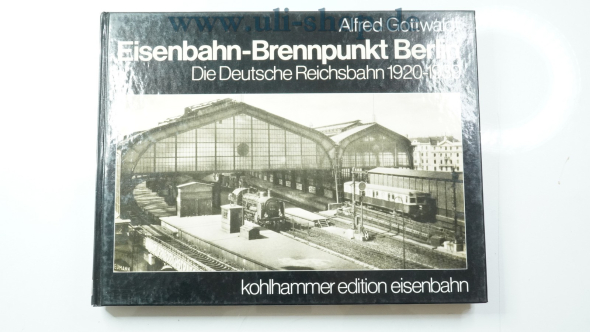 www.uli-shop.de
Alfred Gottwaldt
Eisenbahn-Brennpunkt Berlin
Die Deutsche Reichsbahn 1920-
kohlhammer edition eisenbahn